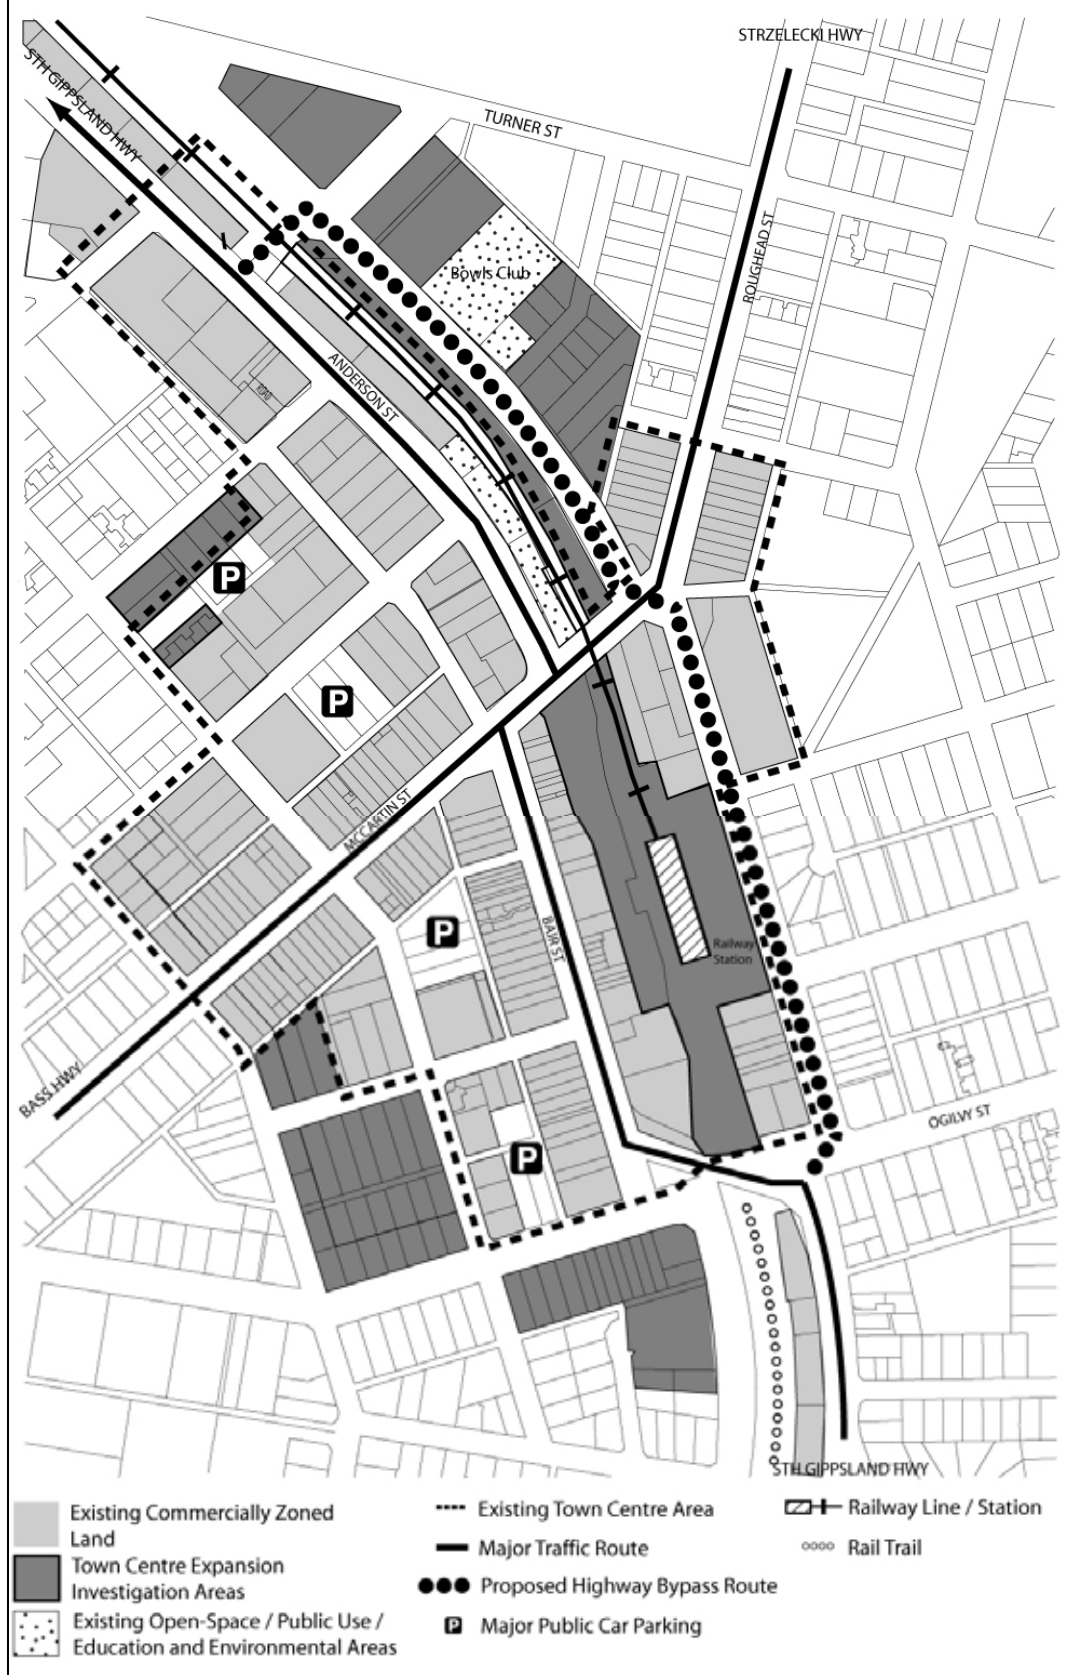 STRZELECKI HWY
STH GIPPSLAND HWY
TURNER ST
ROUGHEAD ST
Bowls Club
ANDERSON ST
ROAD
P
P
MCCARTIN ST
P
BAIR ST
Railway
Station
BASS HWY
OGILVY ST
P
STH GIPPSLAND HWY
Existing Commercially Zoned
Land
Town Centre Expansion
Investigation Areas
Existing Open-Space / Public Use /
Education and Environmental Areas
Existing Town Centre Area
Major Traffic Route
Proposed Highway Bypass Route
P Major Public Car Parking
Railway Line / Station
Rail Trail